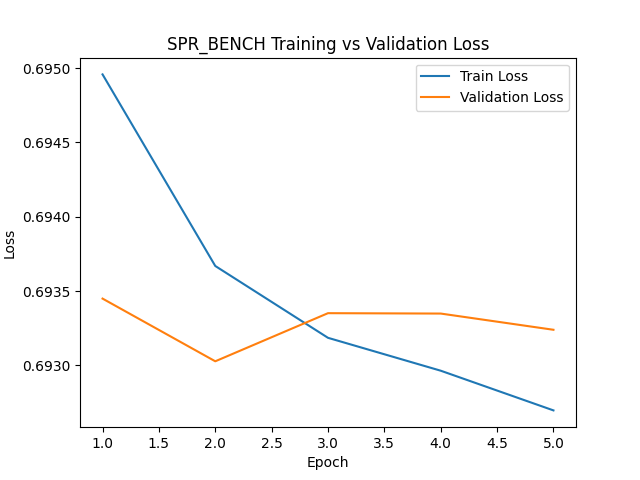 SPR_BENCH Training vs Validation Loss
Train Loss
Validation Loss
0.6950
0.6945
0.6940
0.6935
0.6930
Loss
1.0 1.5 2.0 2.5 3.0 3.5 4.0 4.5 5.0
Epoch